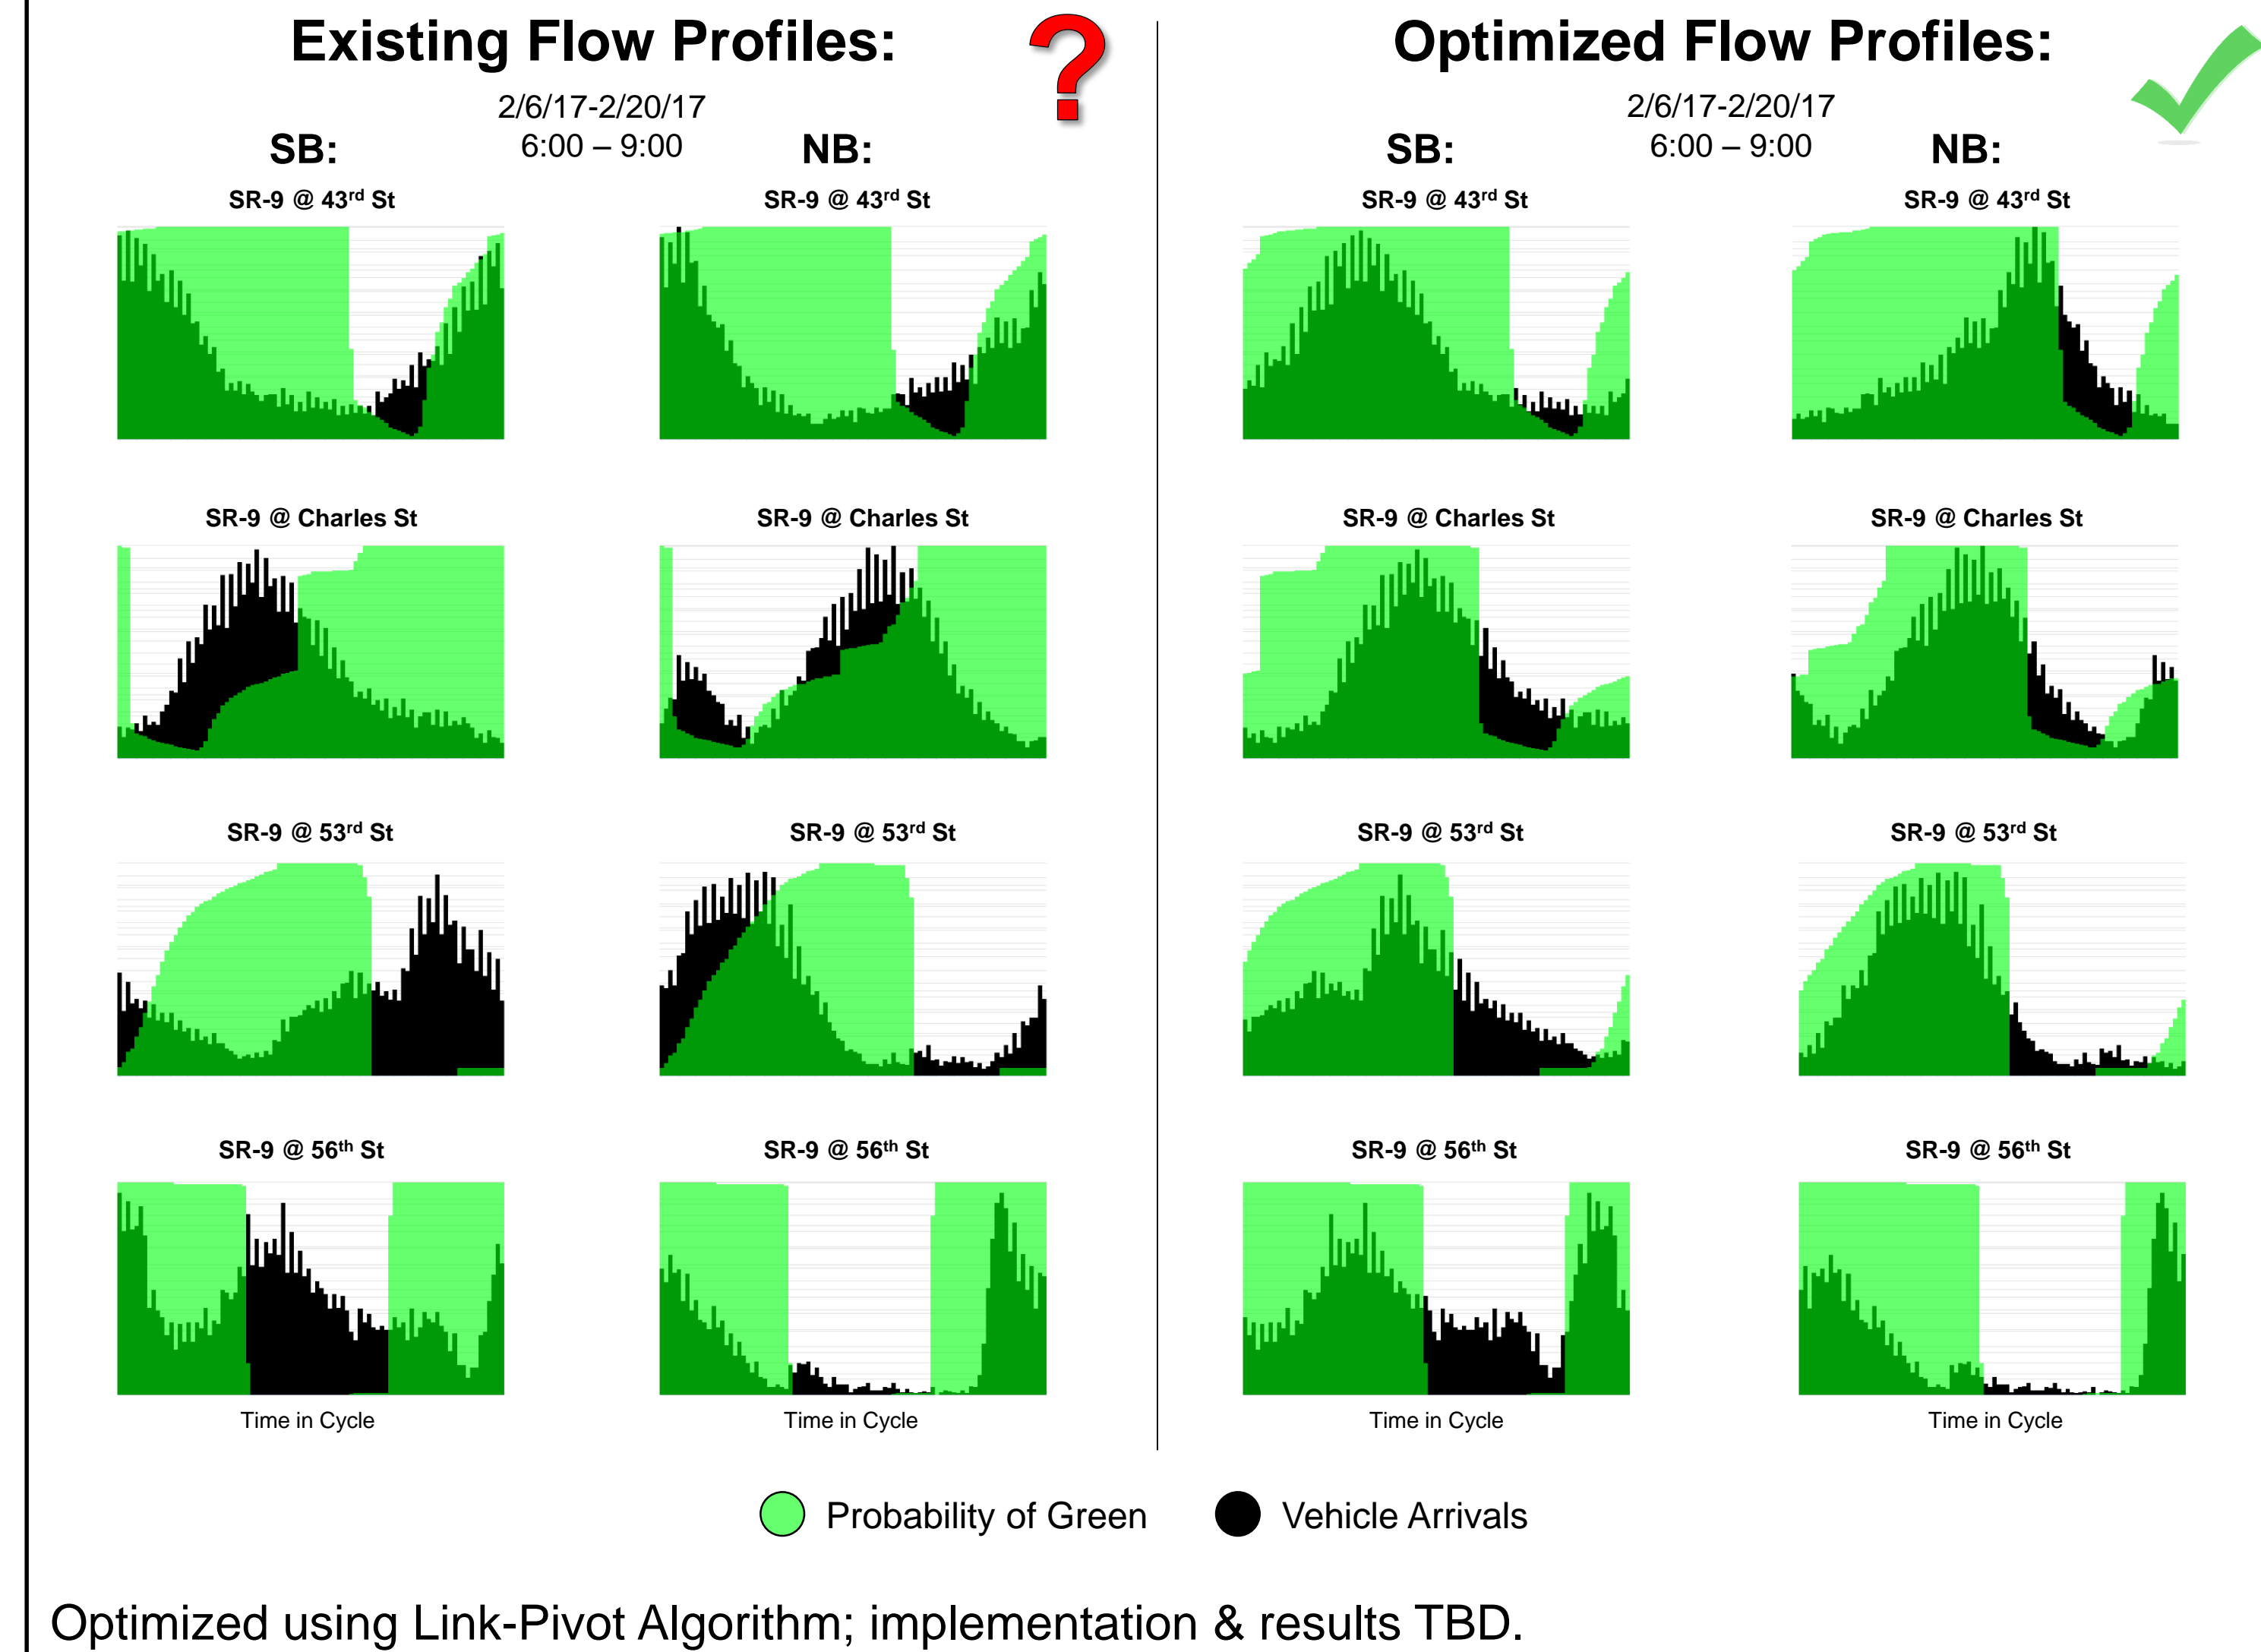 Existing Flow Profiles:
?
2/6/17-2/20/17
6:00 – 9:00
SB:
NB:
SR-9 @ 43rd St
SR-9 @ 43rd St
SR-9 @ Charles St
SR-9 @ Charles St
SR-9 @ 53rd St
SR-9 @ 53rd St
SR-9 @ 56th St
SR-9 @ 56th St
Time in Cycle
Time in Cycle
Optimized Flow Profiles:
2/6/17-2/20/17
6:00 – 9:00
SB:
NB:
SR-9 @ 43rd St
SR-9 @ 43rd St
SR-9 @ Charles St
SR-9 @ Charles St
SR-9 @ 53rd St
SR-9 @ 53rd St
SR-9 @ 56th St
SR-9 @ 56th St
Time in Cycle
Time in Cycle
Probability of Green
Vehicle Arrivals
Optimized using Link-Pivot Algorithm; implementation & results TBD.